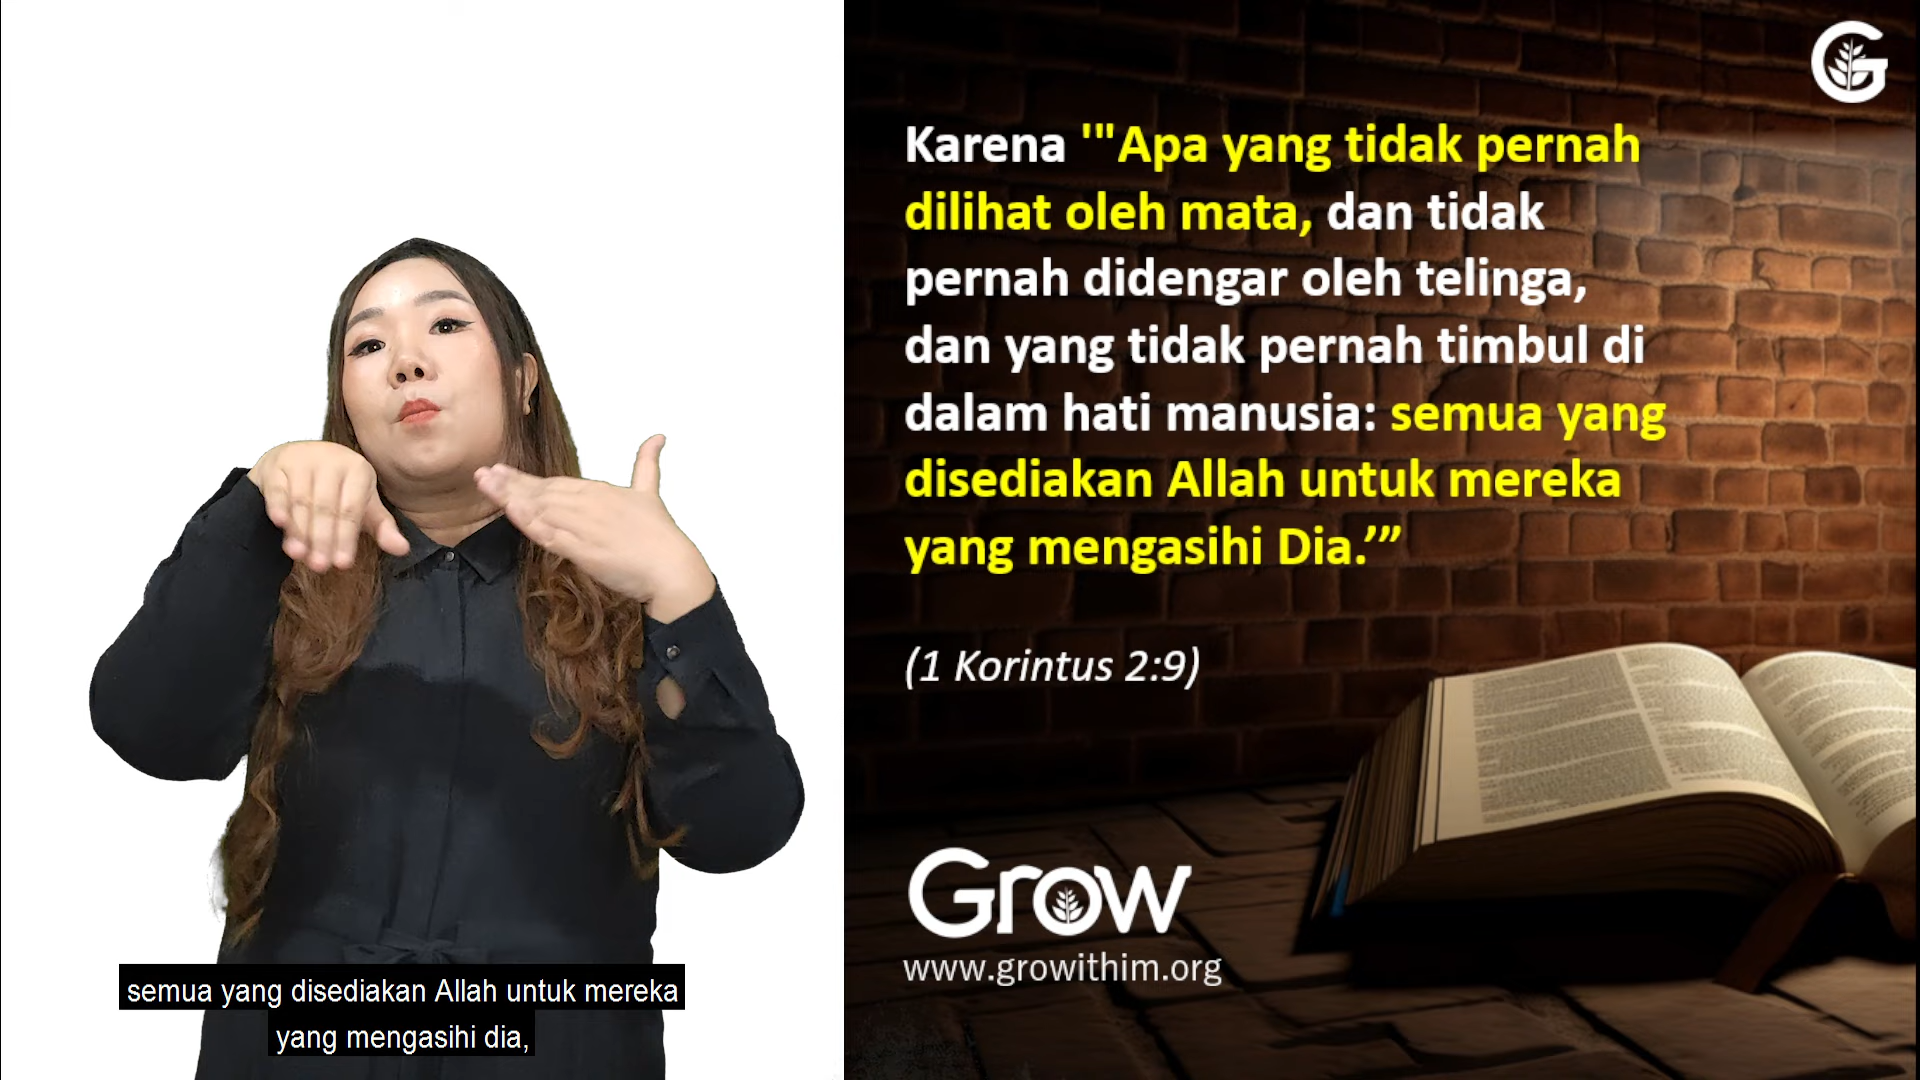 Karena '"Apa yang tidak pernah
dilihat oleh mata, dan tidak
pernah didengar oleh telinga,
dan yang tidak pernah timbul di
dalam hati manusia: semua yang
disediakan Allah untuk mereka
yang mengasihi Dia.’”
(1 Korintus 2:9)
Grow
www.growithim.org
semua yang disediakan Allah untuk mereka
yang mengasihi dia,